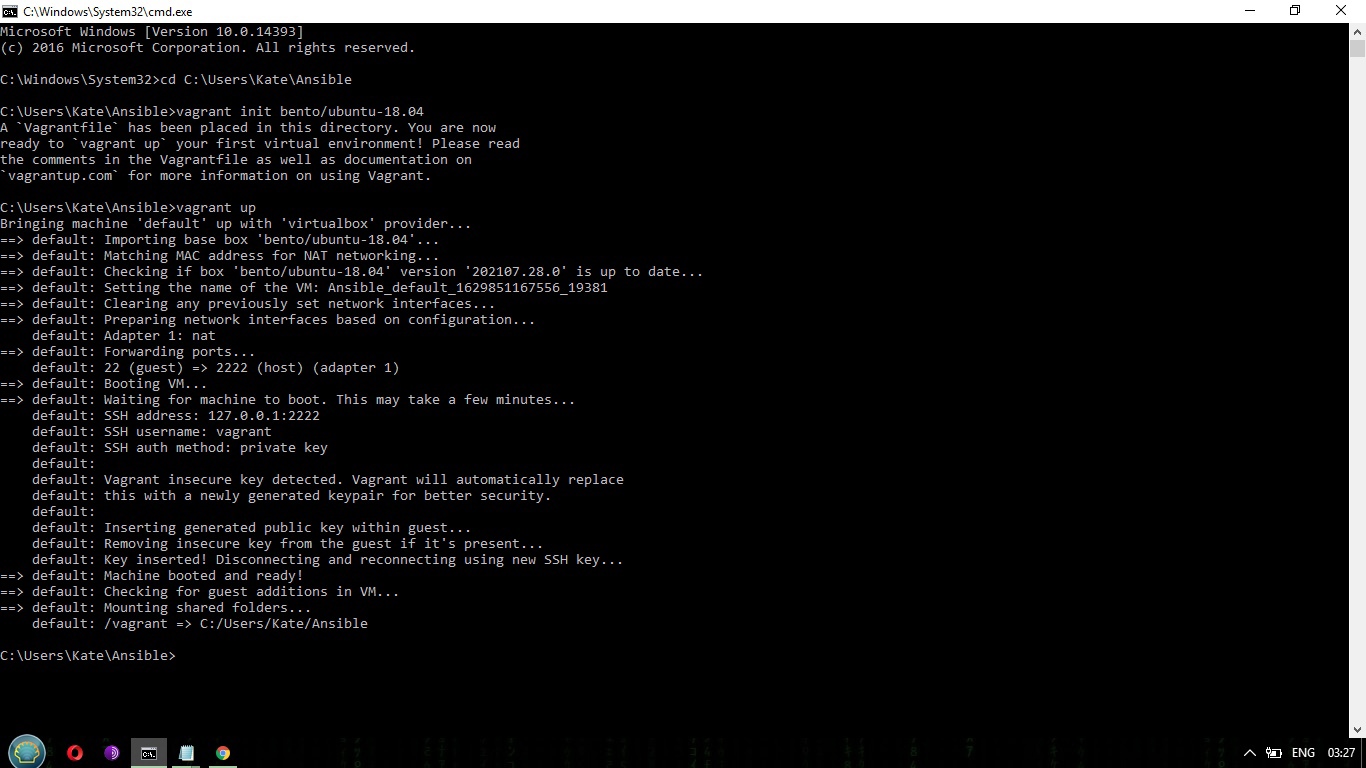 C:\Windows\System32\cmd.exe
Microsoft Windows [Version 10.0.14393]
(c) 2016 Microsoft Corporation. All rights reserved.
C:\Windows\System32>cd C:\Users\Kate\Ansible
C:\Users\Kate\Ansible>vagrant init bento/ubuntu-18.04
A `Vagrantfile` has been placed in this directory. You are now
ready to `vagrant up` your first virtual environment! Please read
the comments in the Vagrantfile as well as documentation on
`vagrantup.com` for more information on using Vagrant.
C:\Users\Kate\Ansible>vagrant up
Bringing machine 'default' up with 'virtualbox' provider...
==> default: Importing base box 'bento/ubuntu-18.04'...
==> default: Matching MAC address for NAT networking...
==> default: Checking if box 'bento/ubuntu-18.04' version '202107.28.0' is up to date...
==> default: Setting the name of the VM: Ansible_default_1629851167556_19381
==> default: Clearing any previously set network interfaces...
==> default: Preparing network interfaces based on configuration...
    default: Adapter 1: nat
==> default: Forwarding ports...
    default: 22 (guest) => 2222 (host) (adapter 1)
==> default: Booting VM...
==> default: Waiting for machine to boot. This may take a few minutes...
    default: SSH address: 127.0.0.1:2222
    default: SSH username: vagrant
    default: SSH auth method: private key
    default:
    default: Vagrant insecure key detected. Vagrant will automatically replace
    default: this with a newly generated keypair for better security.
    default:
    default: Inserting generated public key within guest...
    default: Removing insecure key from the guest if it's present...
    default: Key inserted! Disconnecting and reconnecting using new SSH key...
==> default: Machine booted and ready!
==> default: Checking for guest additions in VM...
==> default: Mounting shared folders...
    default: /vagrant => C:/Users/Kate/Ansible
C:\Users\Kate\Ansible>
ENG 03:27